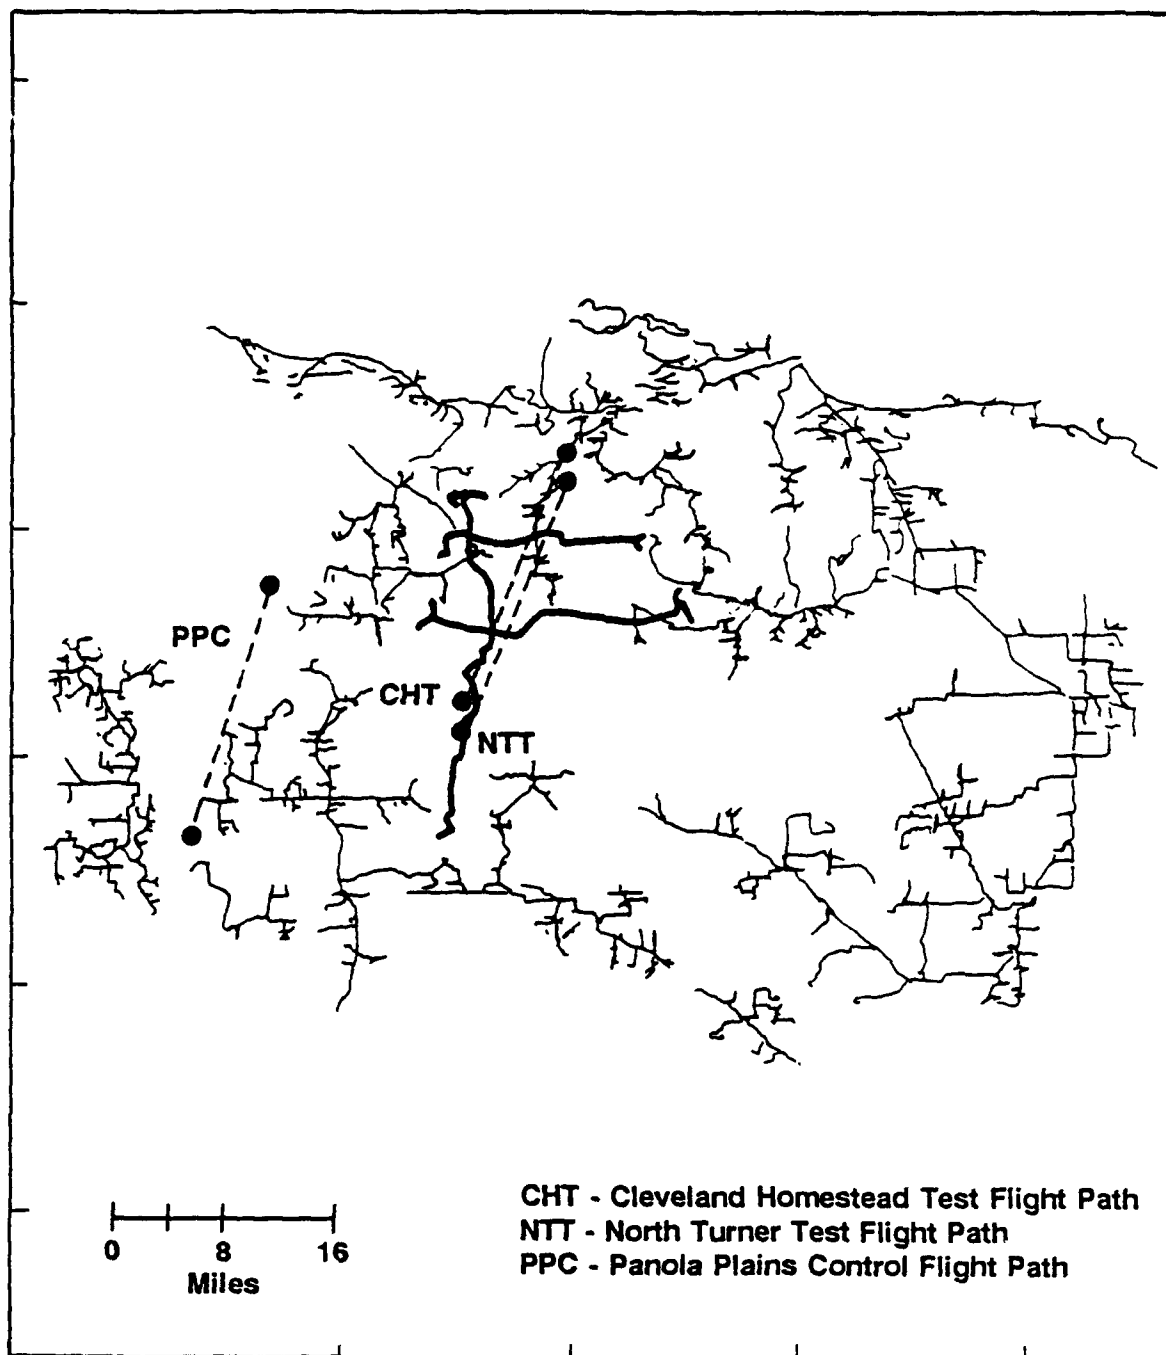 PPC
CHT
NTT
0 8 16
Miles
CHT - Cleveland Homestead Test Flight Path
NTT - North Turner Test Flight Path
PPC - Panola Plains Control Flight Path